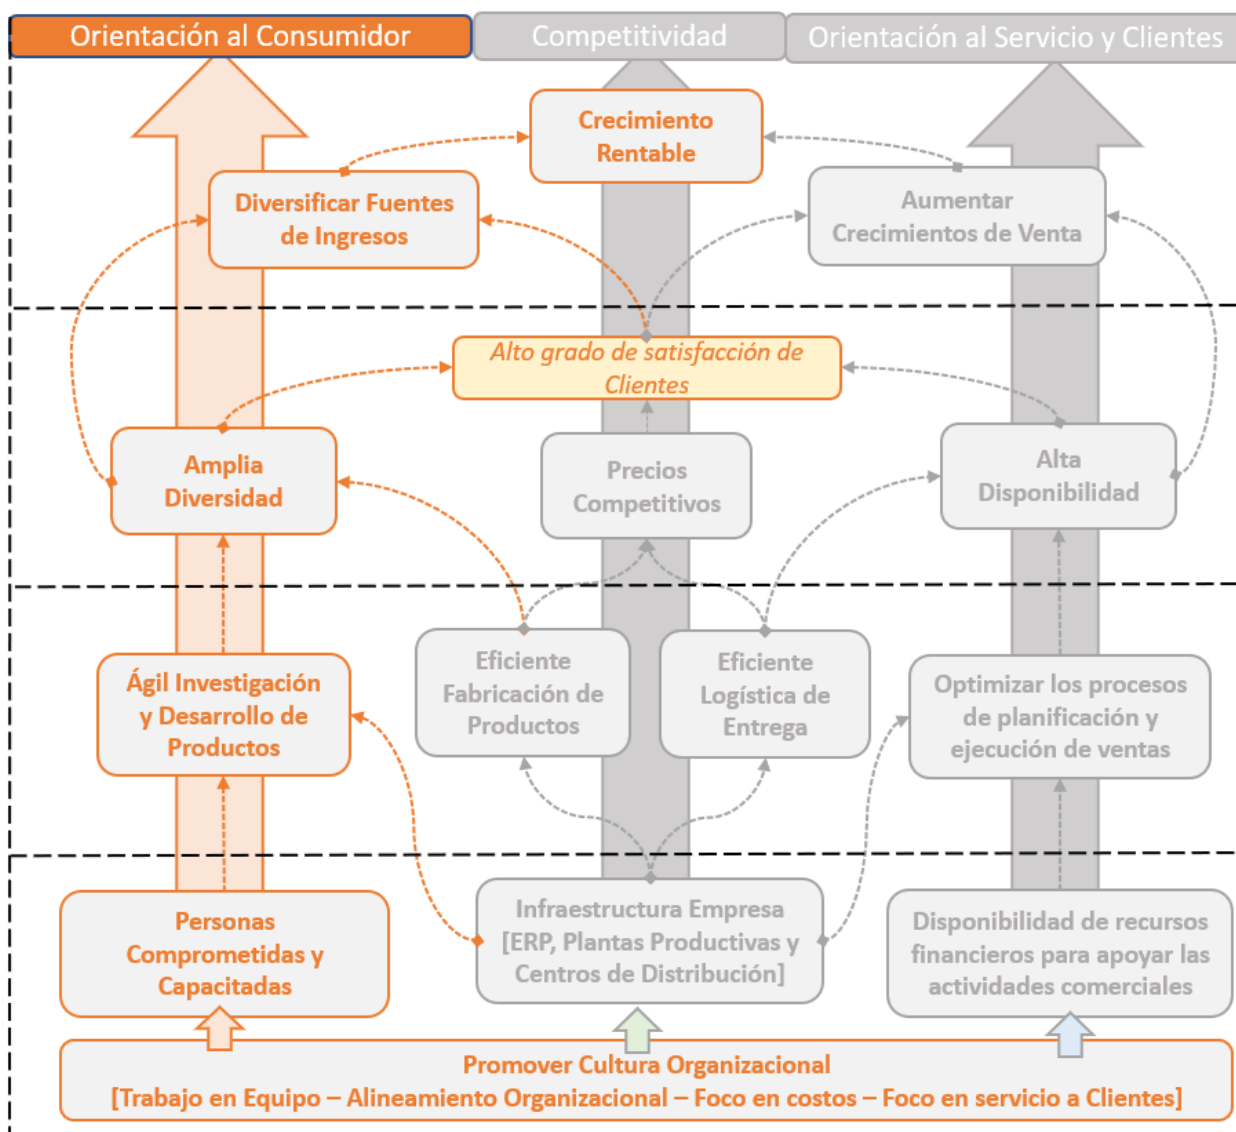 Orientación al Consumidor
Competitividad
Orientación al Servicio y Clientes
Crecimiento
Rentable
Diversificar Fuentes
de Ingresos
Aumentar
Crecimientos de Venta
Alto grado de satisfacción de
Clientes
Amplia
Diversidad
Precios
Competitivos
Alta
Disponibilidad
Ágil Investigación
y Desarrollo de
Productos
Eficiente
Fabricación de
Productos
Eficiente
Logística de
Entrega
Optimizar los procesos
de planificación y
ejecución de ventas
Personas
Comprometidas y
Capacitadas
Infraestructura Empresa
[ERP, Plantas Productivas y
Centros de Distribución]
Disponibilidad de recursos
financieros para apoyar las
actividades comerciales
Promover Cultura Organizacional
[Trabajo en Equipo – Alineamiento Organizacional – Foco en costos – Foco en servicio a Clientes]